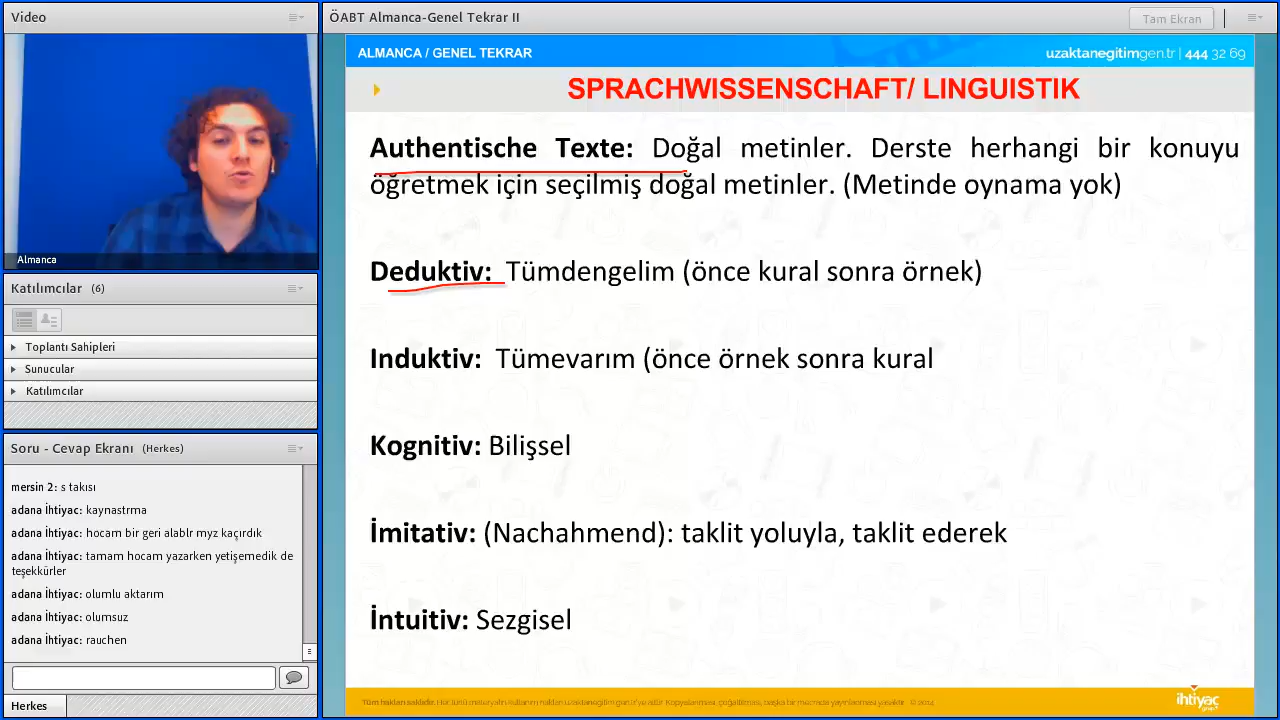 Video
ÖABT Almanca-Genel Tekrar II
Tam Ekran
Almanca
Katılımcılar (6)
Toplantı Sahipleri
Sunucular
Katılımcılar
Soru - Cevap Ekranı (Herkes)
mersin 2: s takısı
adana İhtiyac: kaynastrma
adana İhtiyac: hocam bir geri alablr myz kaçırdık
adana İhtiyac: tamam hocam yazarken yetişemedik de
teşekkürler
adana İhtiyac: olumlu aktarım
adana İhtiyac: olumsuz
adana İhtiyac: rauchen
Herkes
ALMANCA / GENEL TEKRAR
uzaktanegitimgen.tr | 444 32 69
SPRACHWISSENSCHAFT/ LINGUISTIK
Authentische Texte: Doğal metinler. Derste herhangi bir konuyu
öğretmek için seçilmiş doğal metinler. (Metinde oynama yok)
Deduktiv: Tümdengelim (önce kural sonra örnek)
Induktiv: Tümevarım (önce örnek sonra kural
Kognitiv: Bilişsel
İmitativ: (Nachahmend): taklit yoluyla, taklit ederek
İntuitiv: Sezgisel
Tüm hakları saklıdır. © 2014
ihtiyaç